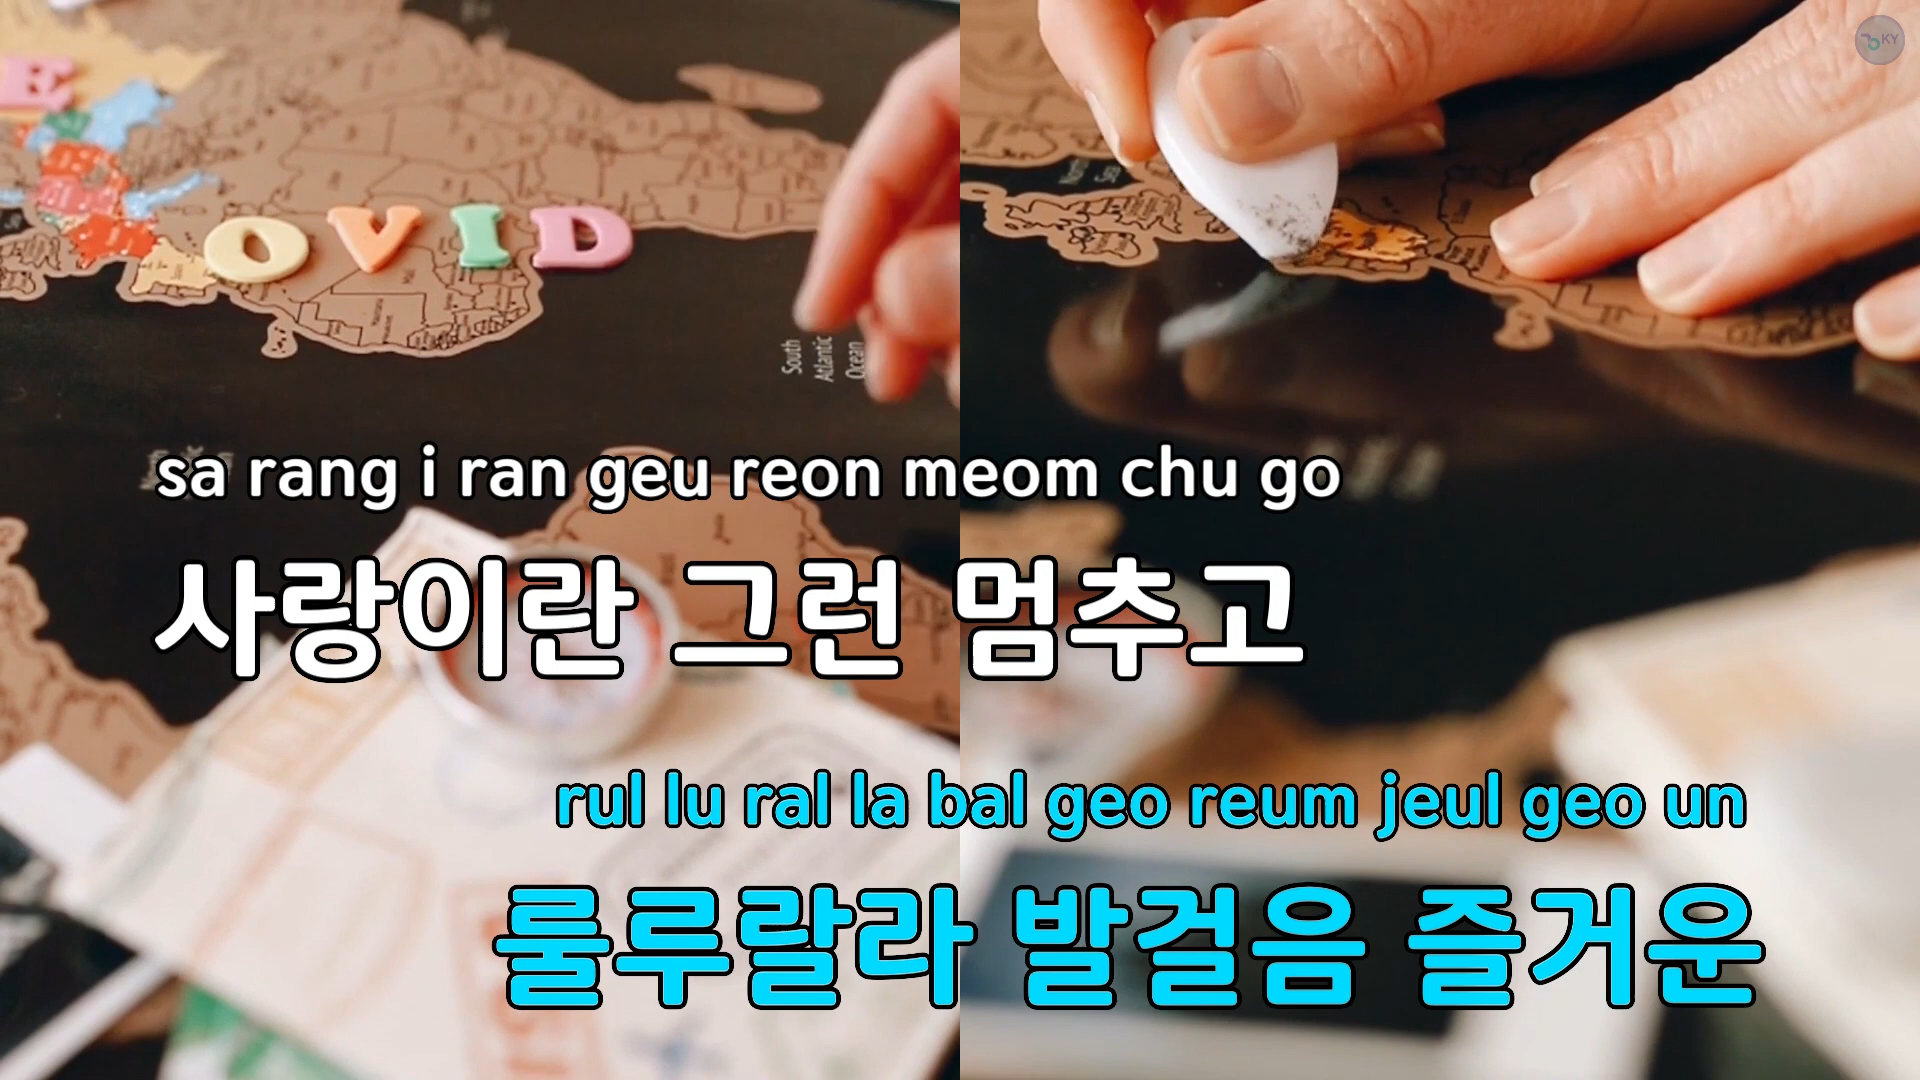 E
O V I D
South
Atlantic
Ocean
KY
sa rang i ran geu reon meom chu go
사랑이란 그런 멈추고
rul lu ral la bal geo reum jeul geo un
룰루랄라 발걸음 즐거운